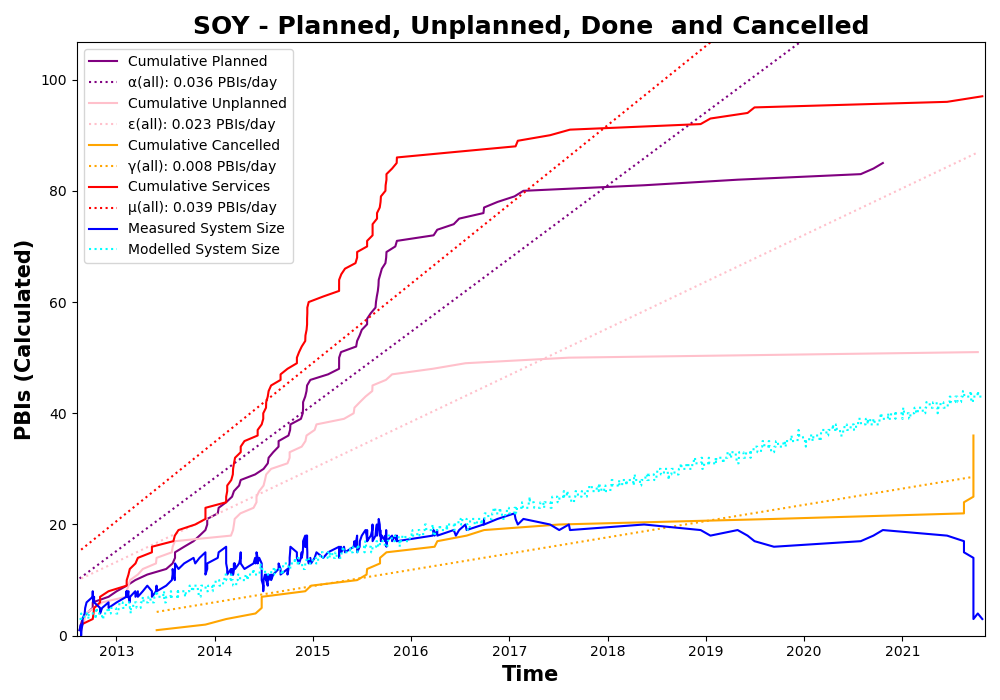 SOY - Planned, Unplanned, Done  and Cancelled
Cumulative Planned
α(all): 0.036 PBIs/day
Cumulative Unplanned
ε(all): 0.023 PBIs/day
Cumulative Cancelled
γ(all): 0.008 PBIs/day
Cumulative Services
μ(all): 0.039 PBIs/day
Measured System Size
Modelled System Size
PBIs (Calculated)
100
80
60
40
20
0
2013 2014 2015 2016 2017 2018 2019 2020 2021
Time